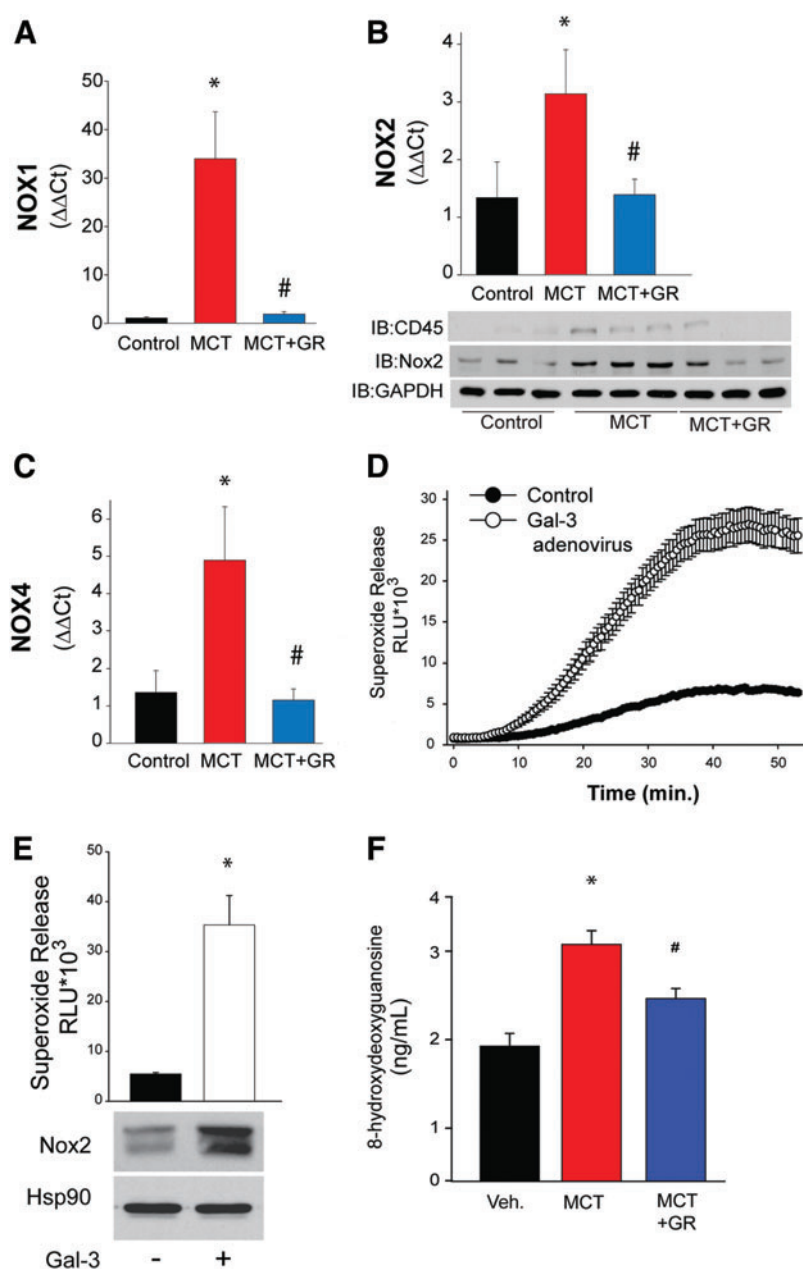 A
NOX1
(ΔΔCt)
50
40
30
20
10
0
*
#
Control MCT MCT+GR
B
NOX2
(ΔΔCt)
4
3
2
1
0
*
#
Control MCT MCT+GR
IB:CD45
IB:Nox2
IB:GAPDH
Control MCT MCT+GR
C
NOX4
(ΔΔCt)
6
5
4
3
2
1
0
*
#
Control MCT MCT+GR
D
Control
Gal-3
adenovirus
Superoxide Release
RLU*10³
30
25
20
15
10
5
0
0 10 20 30 40 50
Time (min.)
E
Superoxide Release
RLU*10³
50
40
30
20
10
0
*
Nox2
Hsp90
Gal-3 - +
F
8-hydroxydeoxyguanosine
(ng/mL)
4
3
2
1
0
*
#
Veh. MCT MCT
+GR